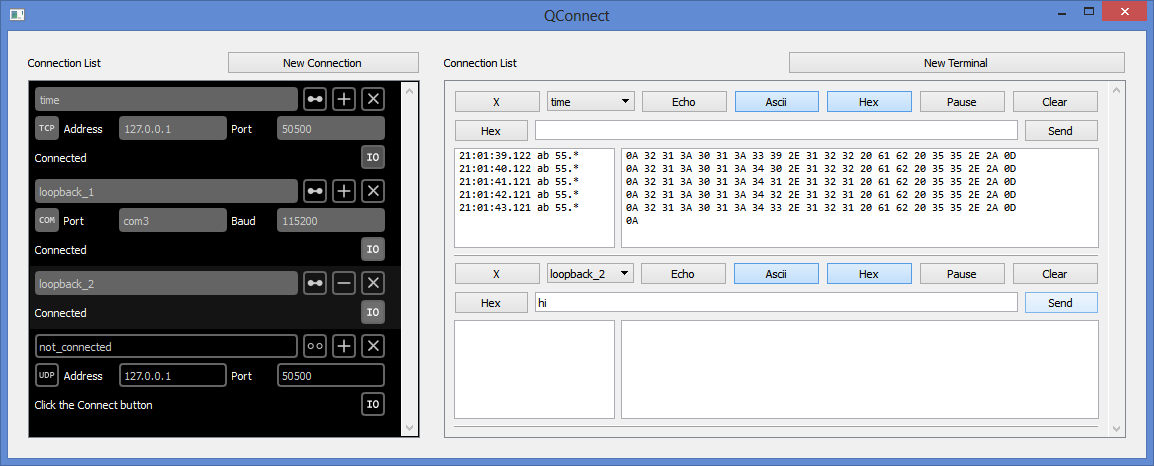 QConnect
Connection List New Connection
time
TCP Address 127.0.0.1 Port 50500
Connected IO
loopback_1
COM Port com3 Baud 115200
Connected IO
loopback_2
Connected IO
not_connected
UDP Address 127.0.0.1 Port 50500
Click the Connect button IO
Connection List New Terminal
X time Echo Ascii Hex Pause Clear
Hex Send
21:01:39.122 ab 55.*
21:01:40.122 ab 55.*
21:01:41.121 ab 55.*
21:01:42.121 ab 55.*
21:01:43.121 ab 55.*
0A 32 31 3A 30 31 3A 33 39 2E 31 32 32 20 61 62 20 35 35 2E 2A 0D
0A 32 31 3A 30 31 3A 34 30 2E 31 32 32 20 61 62 20 35 35 2E 2A 0D
0A 32 31 3A 30 31 3A 34 31 2E 31 32 31 20 61 62 20 35 35 2E 2A 0D
0A 32 31 3A 30 31 3A 34 32 2E 31 32 31 20 61 62 20 35 35 2E 2A 0D
0A 32 31 3A 30 31 3A 34 33 2E 31 32 31 20 61 62 20 35 35 2E 2A 0D
0A
X loopback_2 Echo Ascii Hex Pause Clear
Hex hi Send